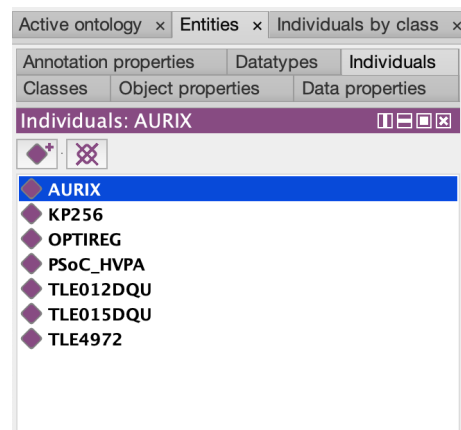 Active ontology × Entities × Individuals by class ×
Annotation properties Datatypes Individuals
Classes Object properties Data properties
Individuals: AURIX
AURIX
KP256
OPTIREG
PSoC_HVPA
TLE012DQU
TLE015DQU
TLE4972